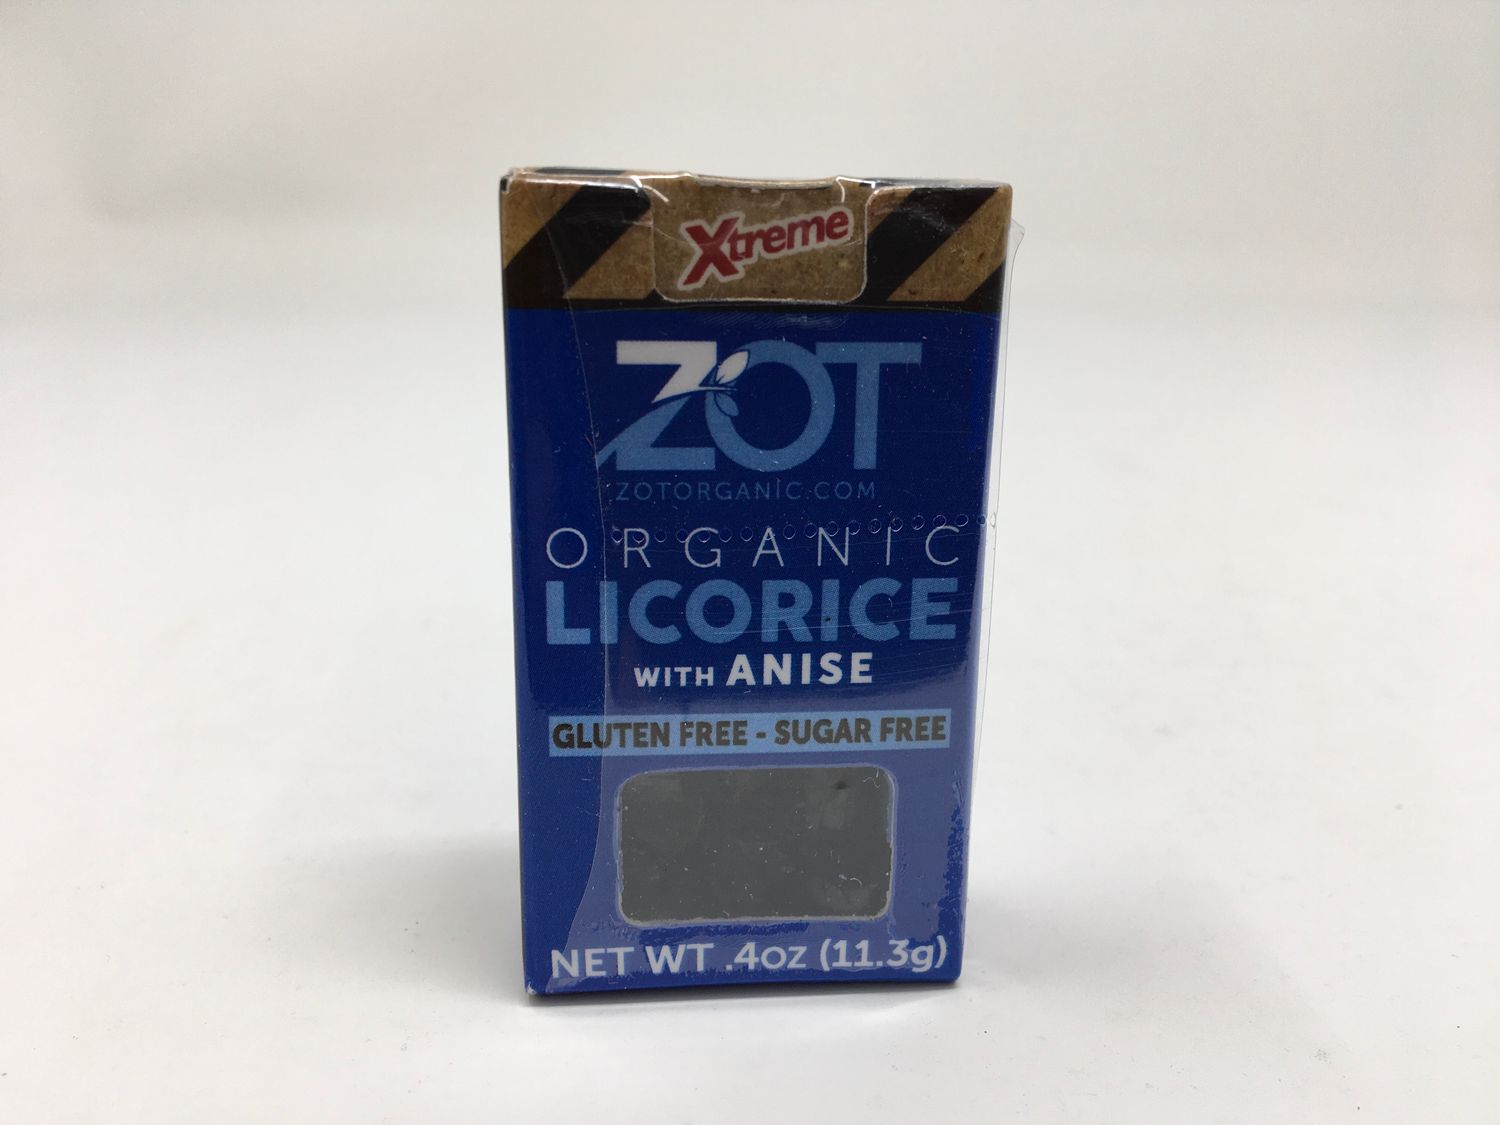 Xtreme
ZOT
ZOTORGANIC.COM
ORGANIC
LICORICE
WITH ANISE
GLUTEN FREE - SUGAR FREE
NET WT .4oz (11.3g)